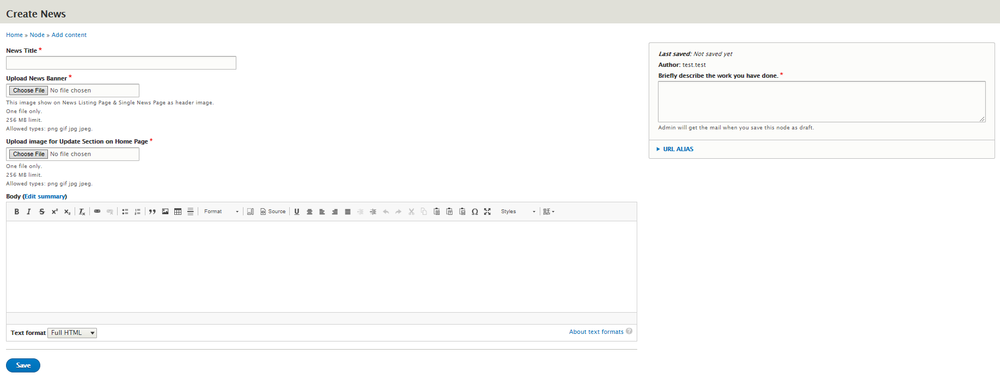 Create News
Home » Node » Add content
News Title *
Upload News Banner *
Choose File No file chosen
This image show on News Listing Page & Single News Page as header image.
One file only.
256 MB limit.
Allowed types: png gif jpg jpeg.
Upload image for Update Section on Home Page *
Choose File No file chosen
One file only.
256 MB limit.
Allowed types: png gif jpg jpeg.
Body (Edit summary)
B I S x² x₂ Tx Format Source U Ω Styles
Text format Full HTML
About text formats ?
Save
Last saved: Not saved yet
Author: test.test
Briefly describe the work you have done. *
Admin will get the mail when you save this node as draft.
URL ALIAS